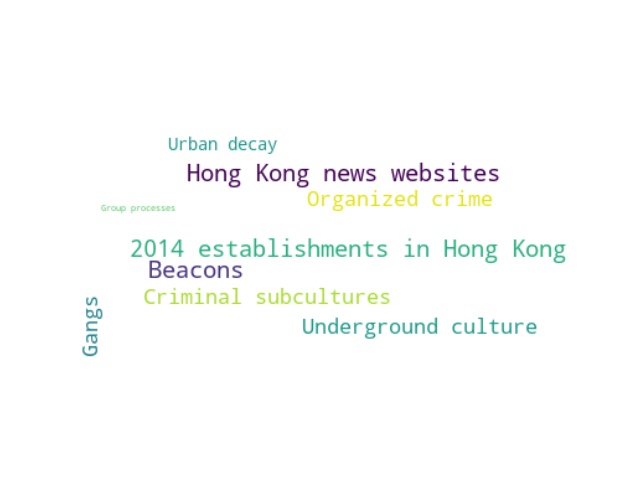 Urban decay
Hong Kong news websites
Organized crime
Group processes
2014 establishments in Hong Kong
Beacons
Criminal subcultures
Gangs
Underground culture